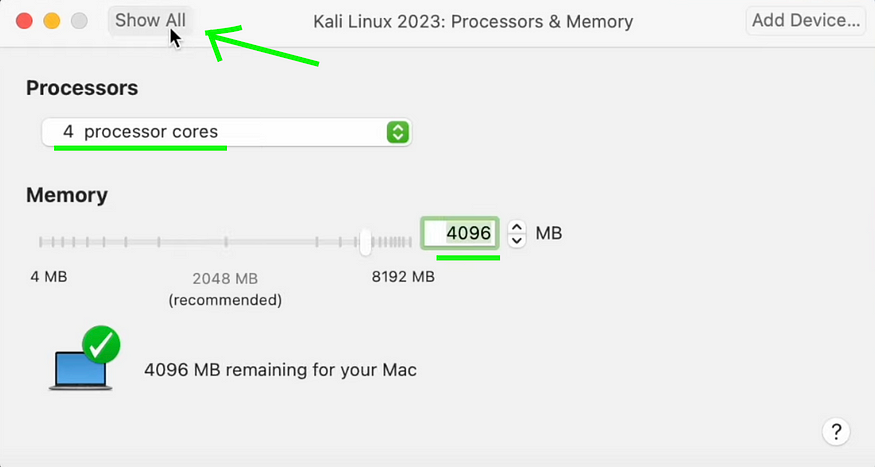 Show All
Kali Linux 2023: Processors & Memory
Add Device...
Processors
4 processor cores
Memory
4096 MB
4 MB
2048 MB
(recommended)
8192 MB
4096 MB remaining for your Mac
?